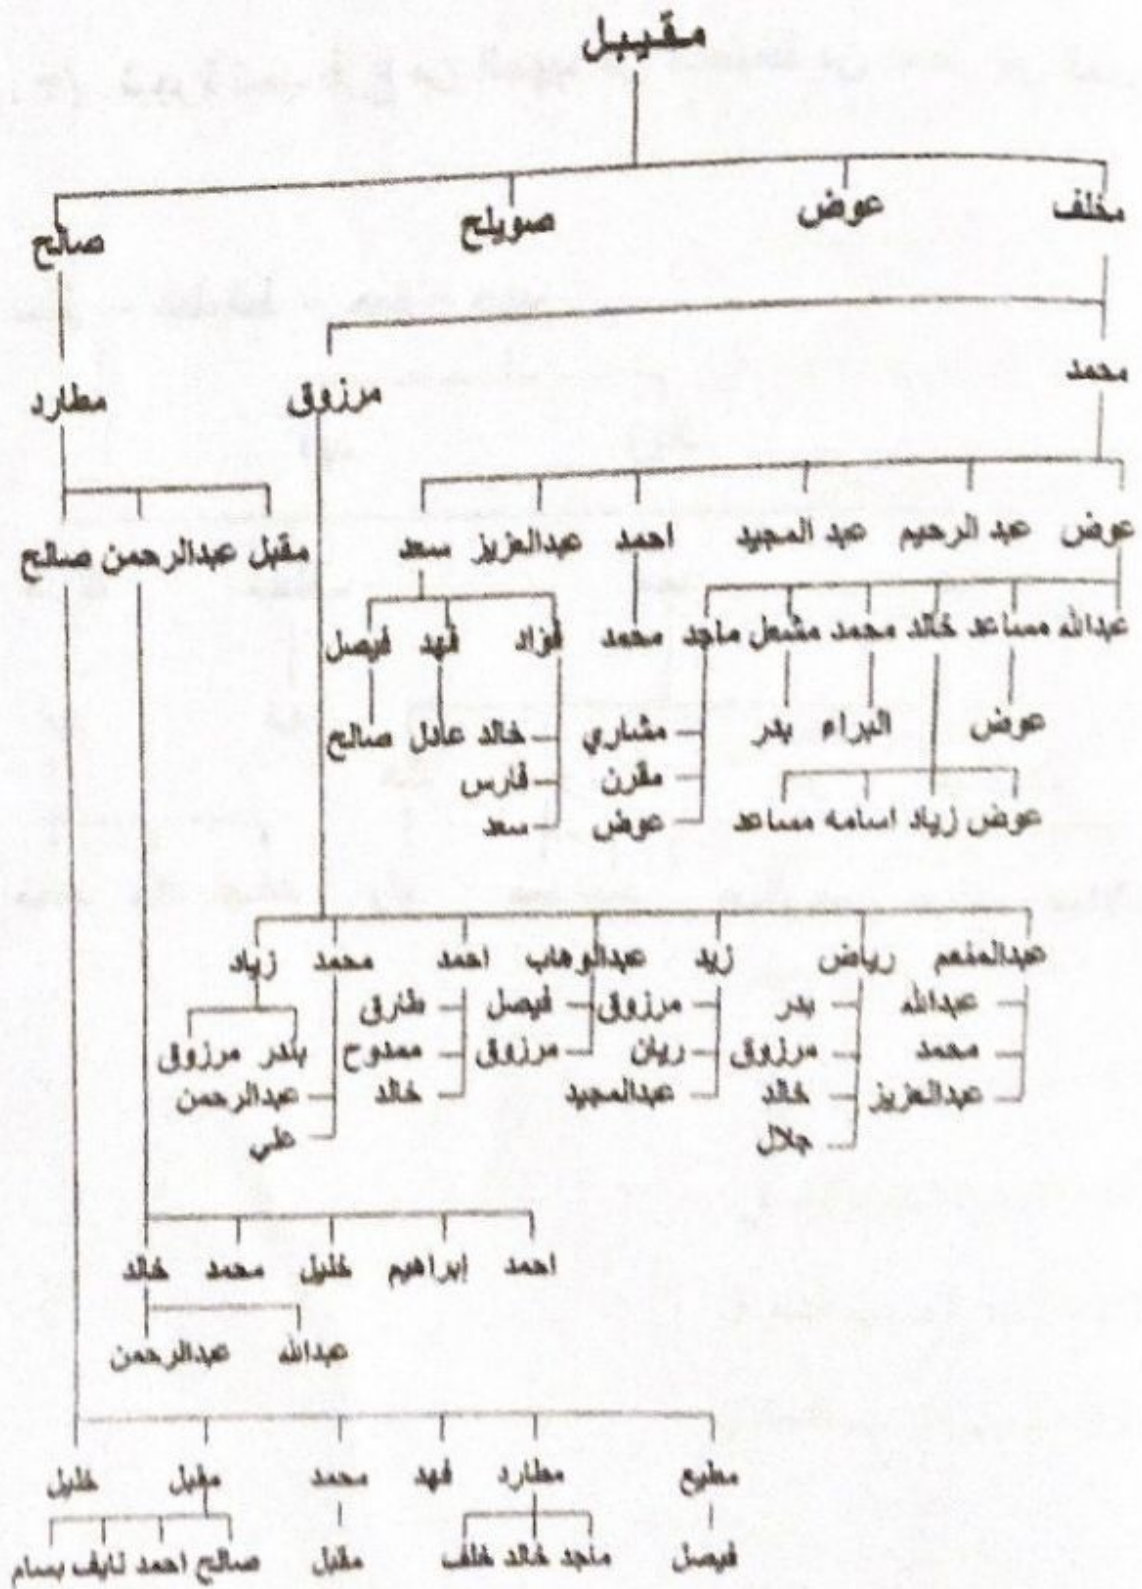 مقيبل
مخلف عوض صويلح صالح
محمد مرزوق مطارد
عوض عبد الرحيم عبد المجيد احمد عبدالعزيز سعد مقبل عبدالرحمن صالح
عبدالله مساعد خالد محمد مشعل ماجد محمد فؤاد فهد فيصل
عوض البراء بدر مشاري خالد عادل صالح
مقرن فارس
عوض زياد اسامه مساعد عوض سعد
عبدالمنعم رياض زيد عبدالوهاب احمد محمد زياد
عبدالله بدر مرزوق فيصل طارق
محمد مرزوق ريان مرزوق ممدوح بندر مرزوق
عبدالعزيز خالد عبدالمجيد خالد عبدالرحمن
جلال علي
احمد إبراهيم خليل محمد خالد
عبدالله عبدالرحمن
مطيع مطارد فهد محمد مقبل خليل
فيصل ماجد خالد خلف مقبل صالح احمد نايف بسام